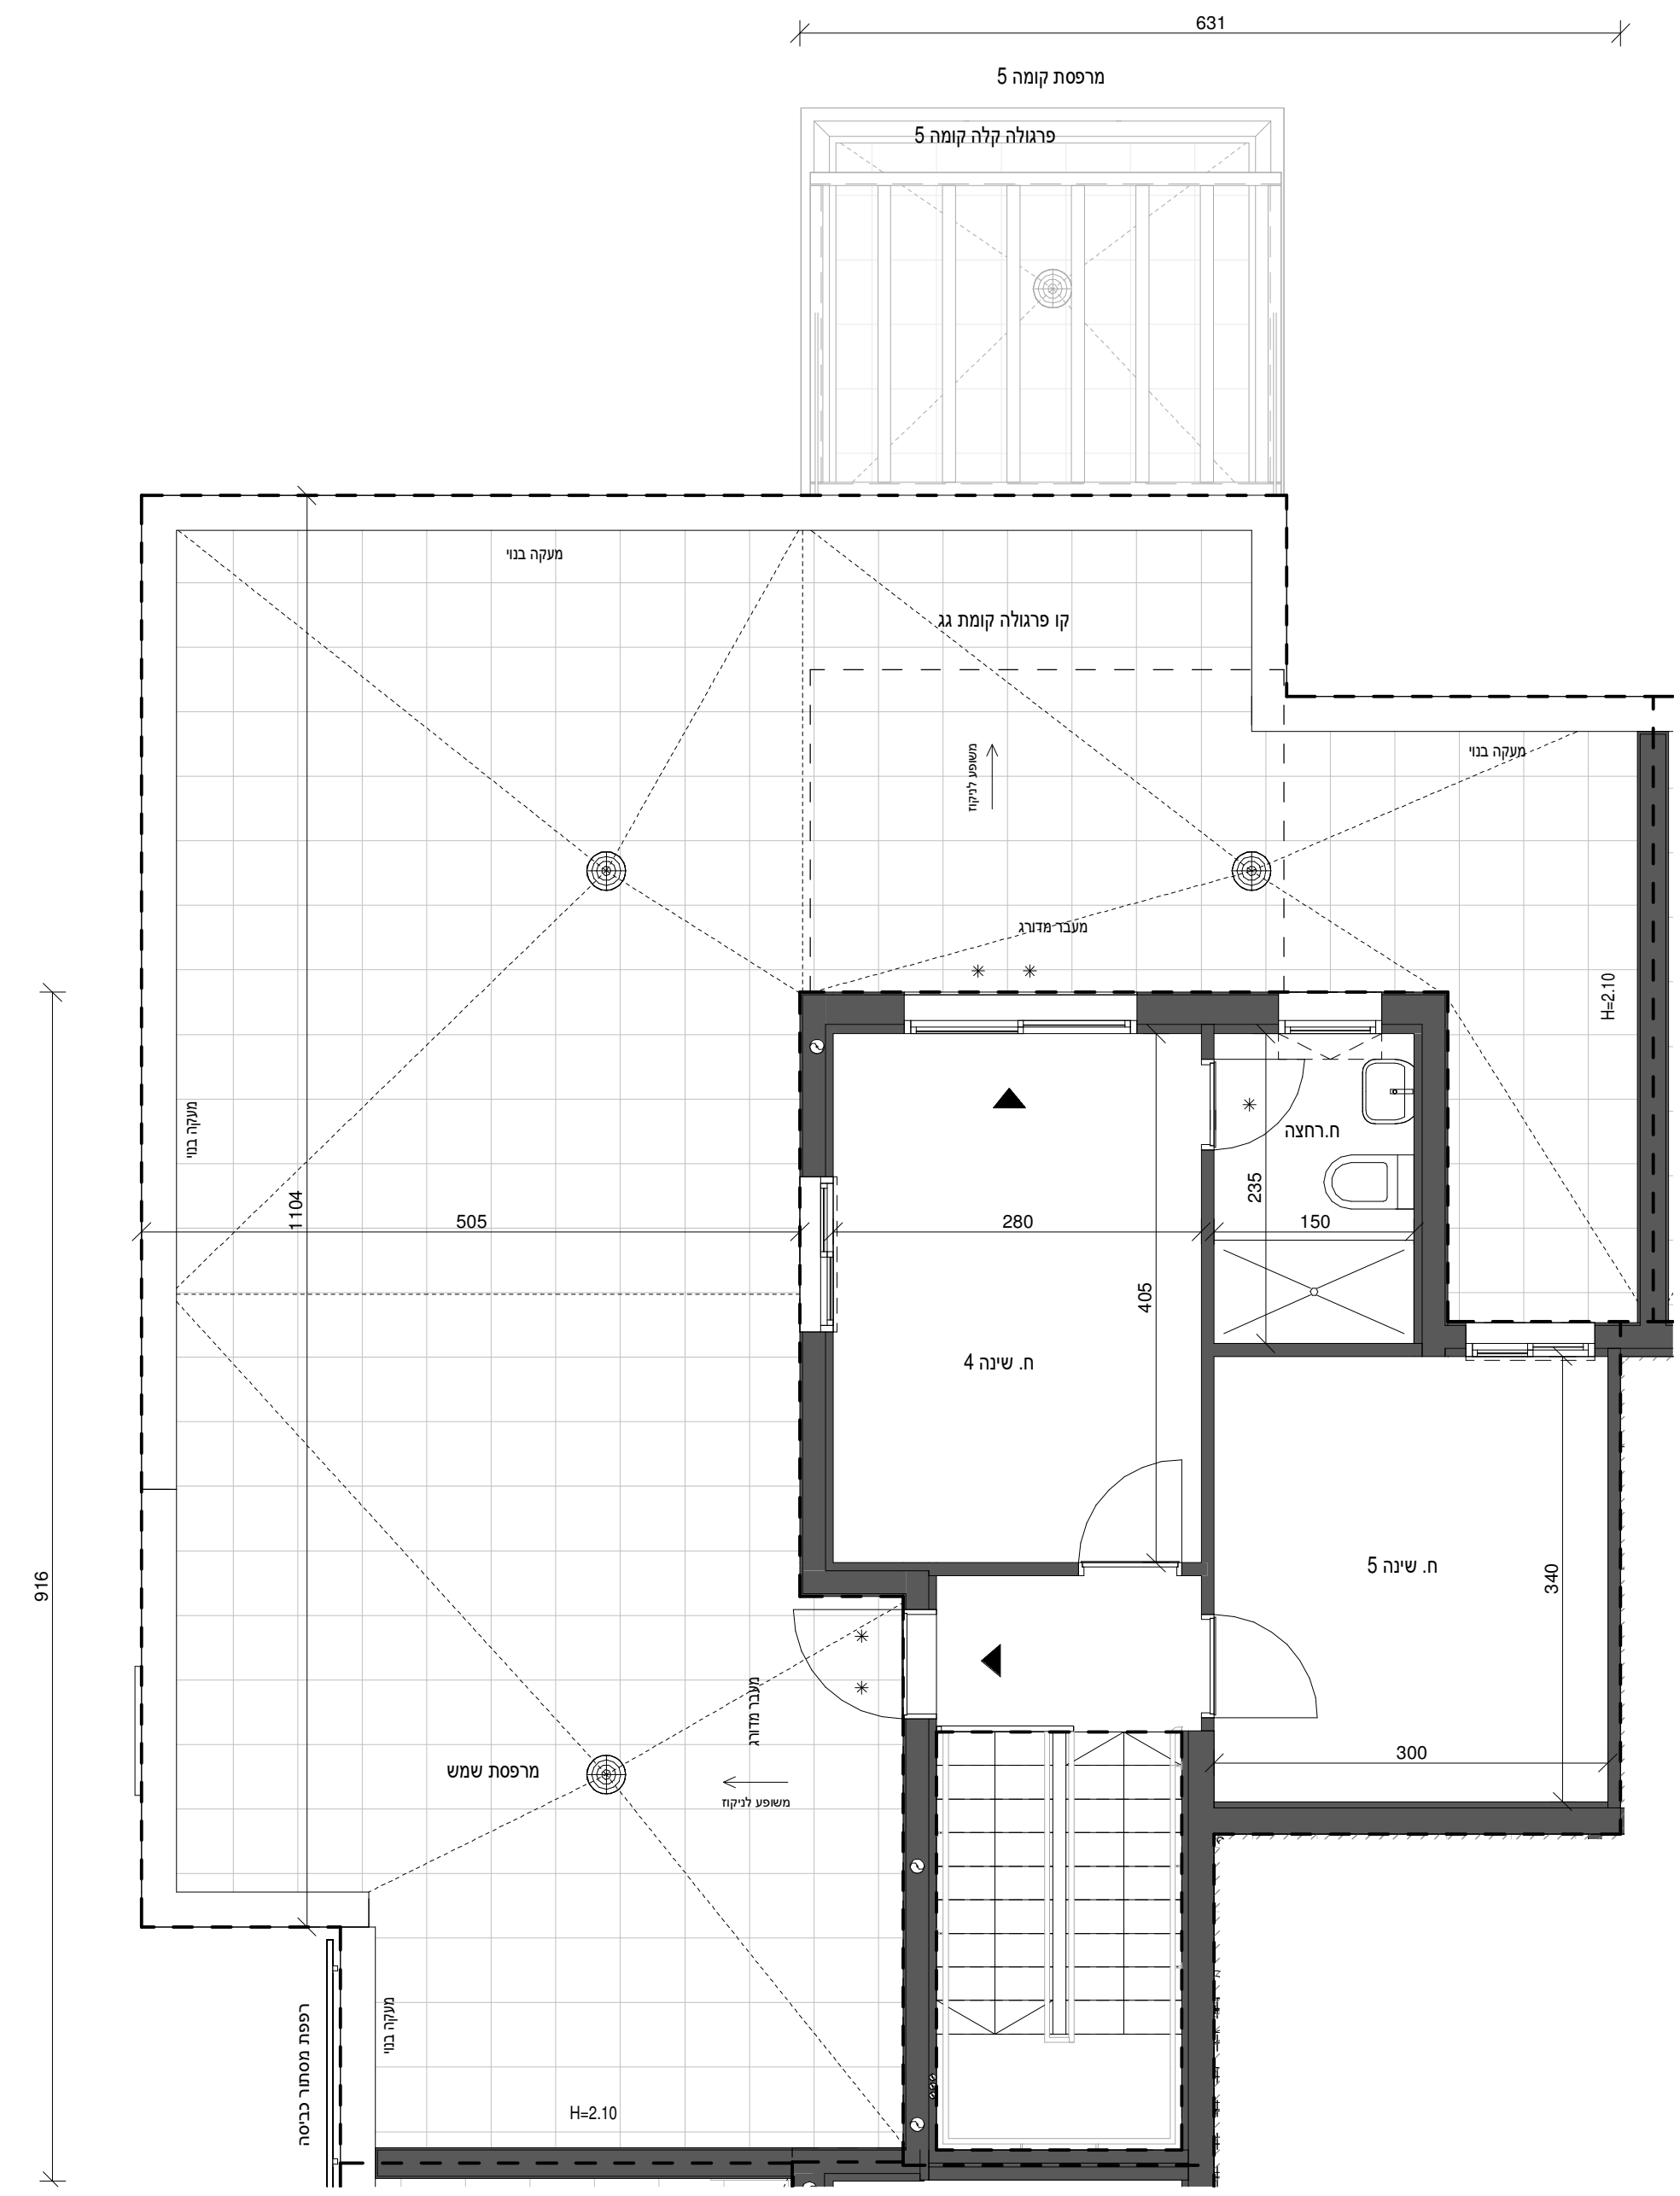 631
מרפסת קומה 5
פרגולה קלה קומה 5
מעקה בנוי
קו פרגולה קומת גג
משופע לניקוז
מעקה בנוי
מעבר מדורג
H=2.10
מעקה בנוי
ח.רחצה
1104
505
280
235
150
405
ח. שינה 4
916
ח. שינה 5
340
מעבר מדורג
מרפסת שמש
משופע לניקוז
300
רפפת מסתור כביסה
מעקה בנוי
H=2.10